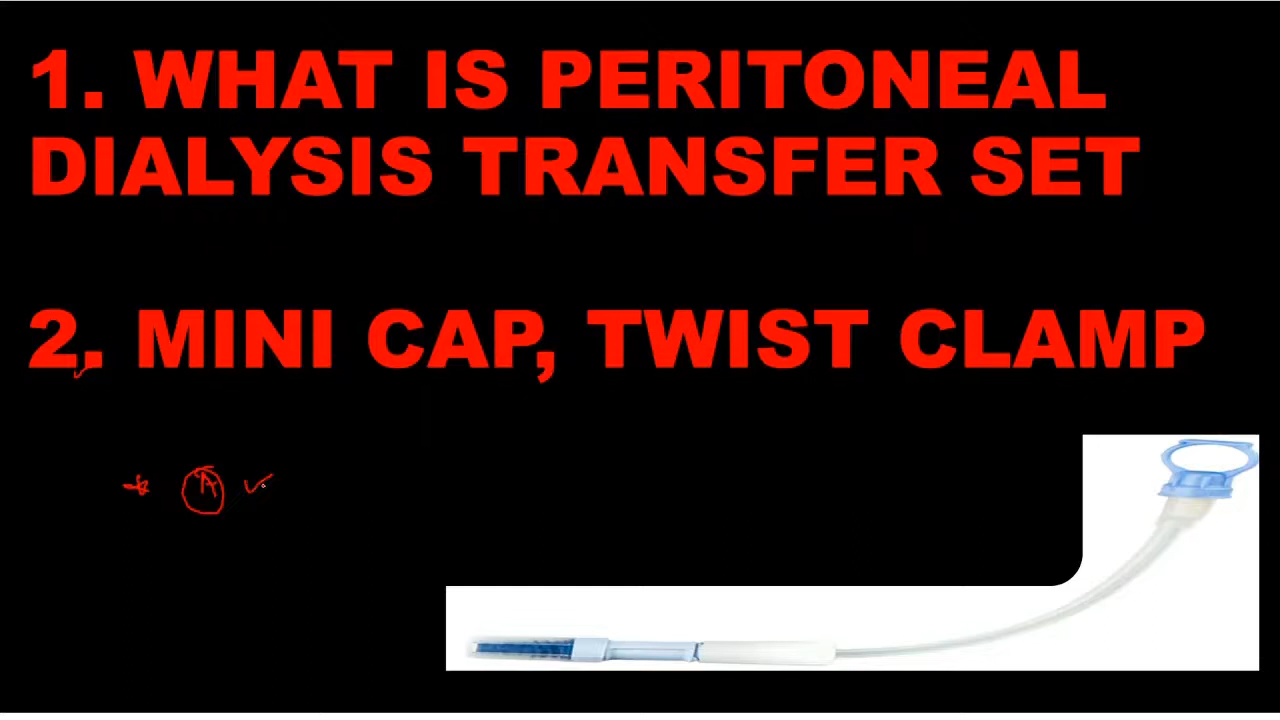 1. WHAT IS PERITONEAL
DIALYSIS TRANSFER SET
2. MINI CAP, TWIST CLAMP
A